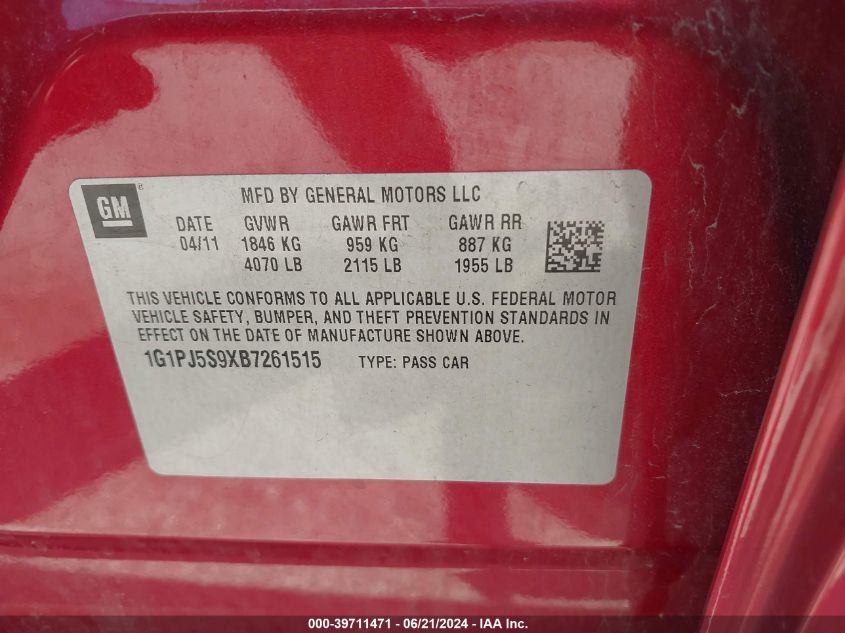 GM ®
MFD BY GENERAL MOTORS LLC
DATE GVWR GAWR FRT GAWR RR
04/11 1846 KG 959 KG 887 KG
4070 LB 2115 LB 1955 LB
THIS VEHICLE CONFORMS TO ALL APPLICABLE U.S. FEDERAL MOTOR
VEHICLE SAFETY, BUMPER, AND THEFT PREVENTION STANDARDS IN
EFFECT ON THE DATE OF MANUFACTURE SHOWN ABOVE.
1G1PJ5S9XB7261515 TYPE: PASS CAR
000-39711471 - 06/21/2024 - IAA Inc.